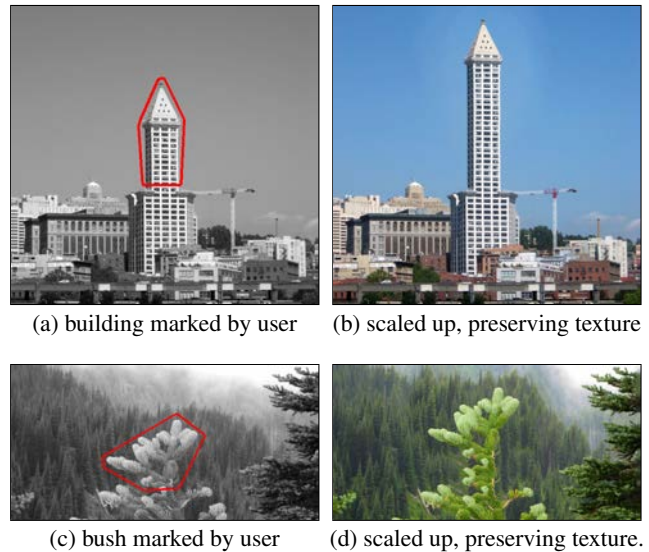 (a) building marked by user
(b) scaled up, preserving texture
(c) bush marked by user
(d) scaled up, preserving texture.